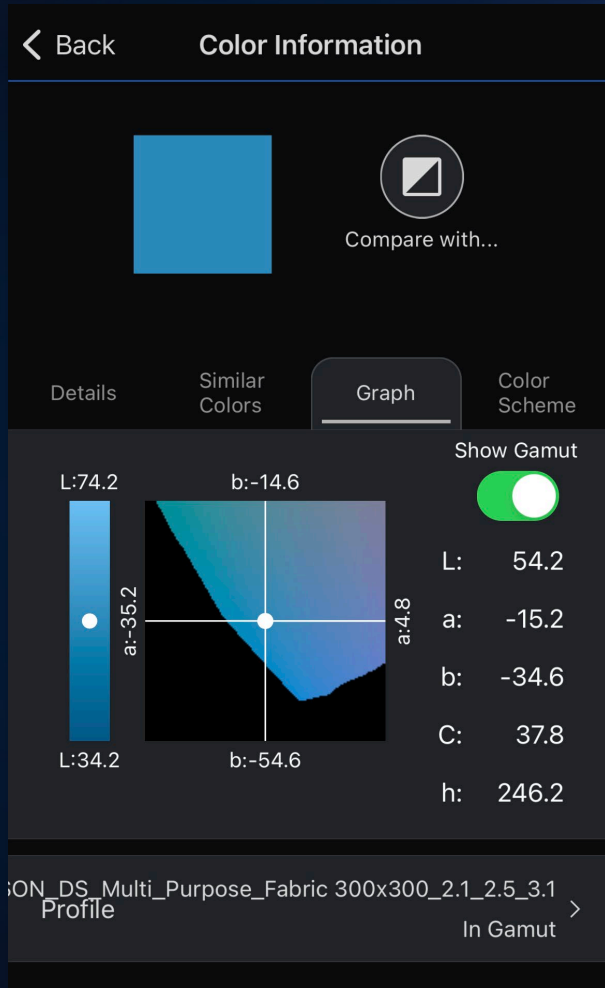 Back
Color Information
Compare with...
Details
Similar
Colors
Graph
Color
Scheme
Show Gamut
L:74.2
b:-14.6
L: 54.2
a:-35.2
a:4.8
a: -15.2
b: -34.6
C: 37.8
L:34.2
b:-54.6
h: 246.2
SON_DS_Multi_Purpose_Fabric 300x300_2.1_2.5_3.1
Profile
In Gamut